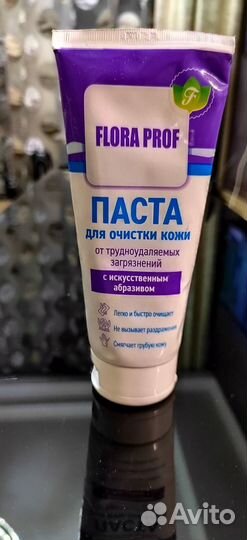 FLORA PROF
ПАСТА
для очистки кожи
от трудноудаляемых
загрязнений
с искусственным
абразивом
Легко и быстро очищает
Не вызывает раздражения
Смягчает грубую кожу
Avito